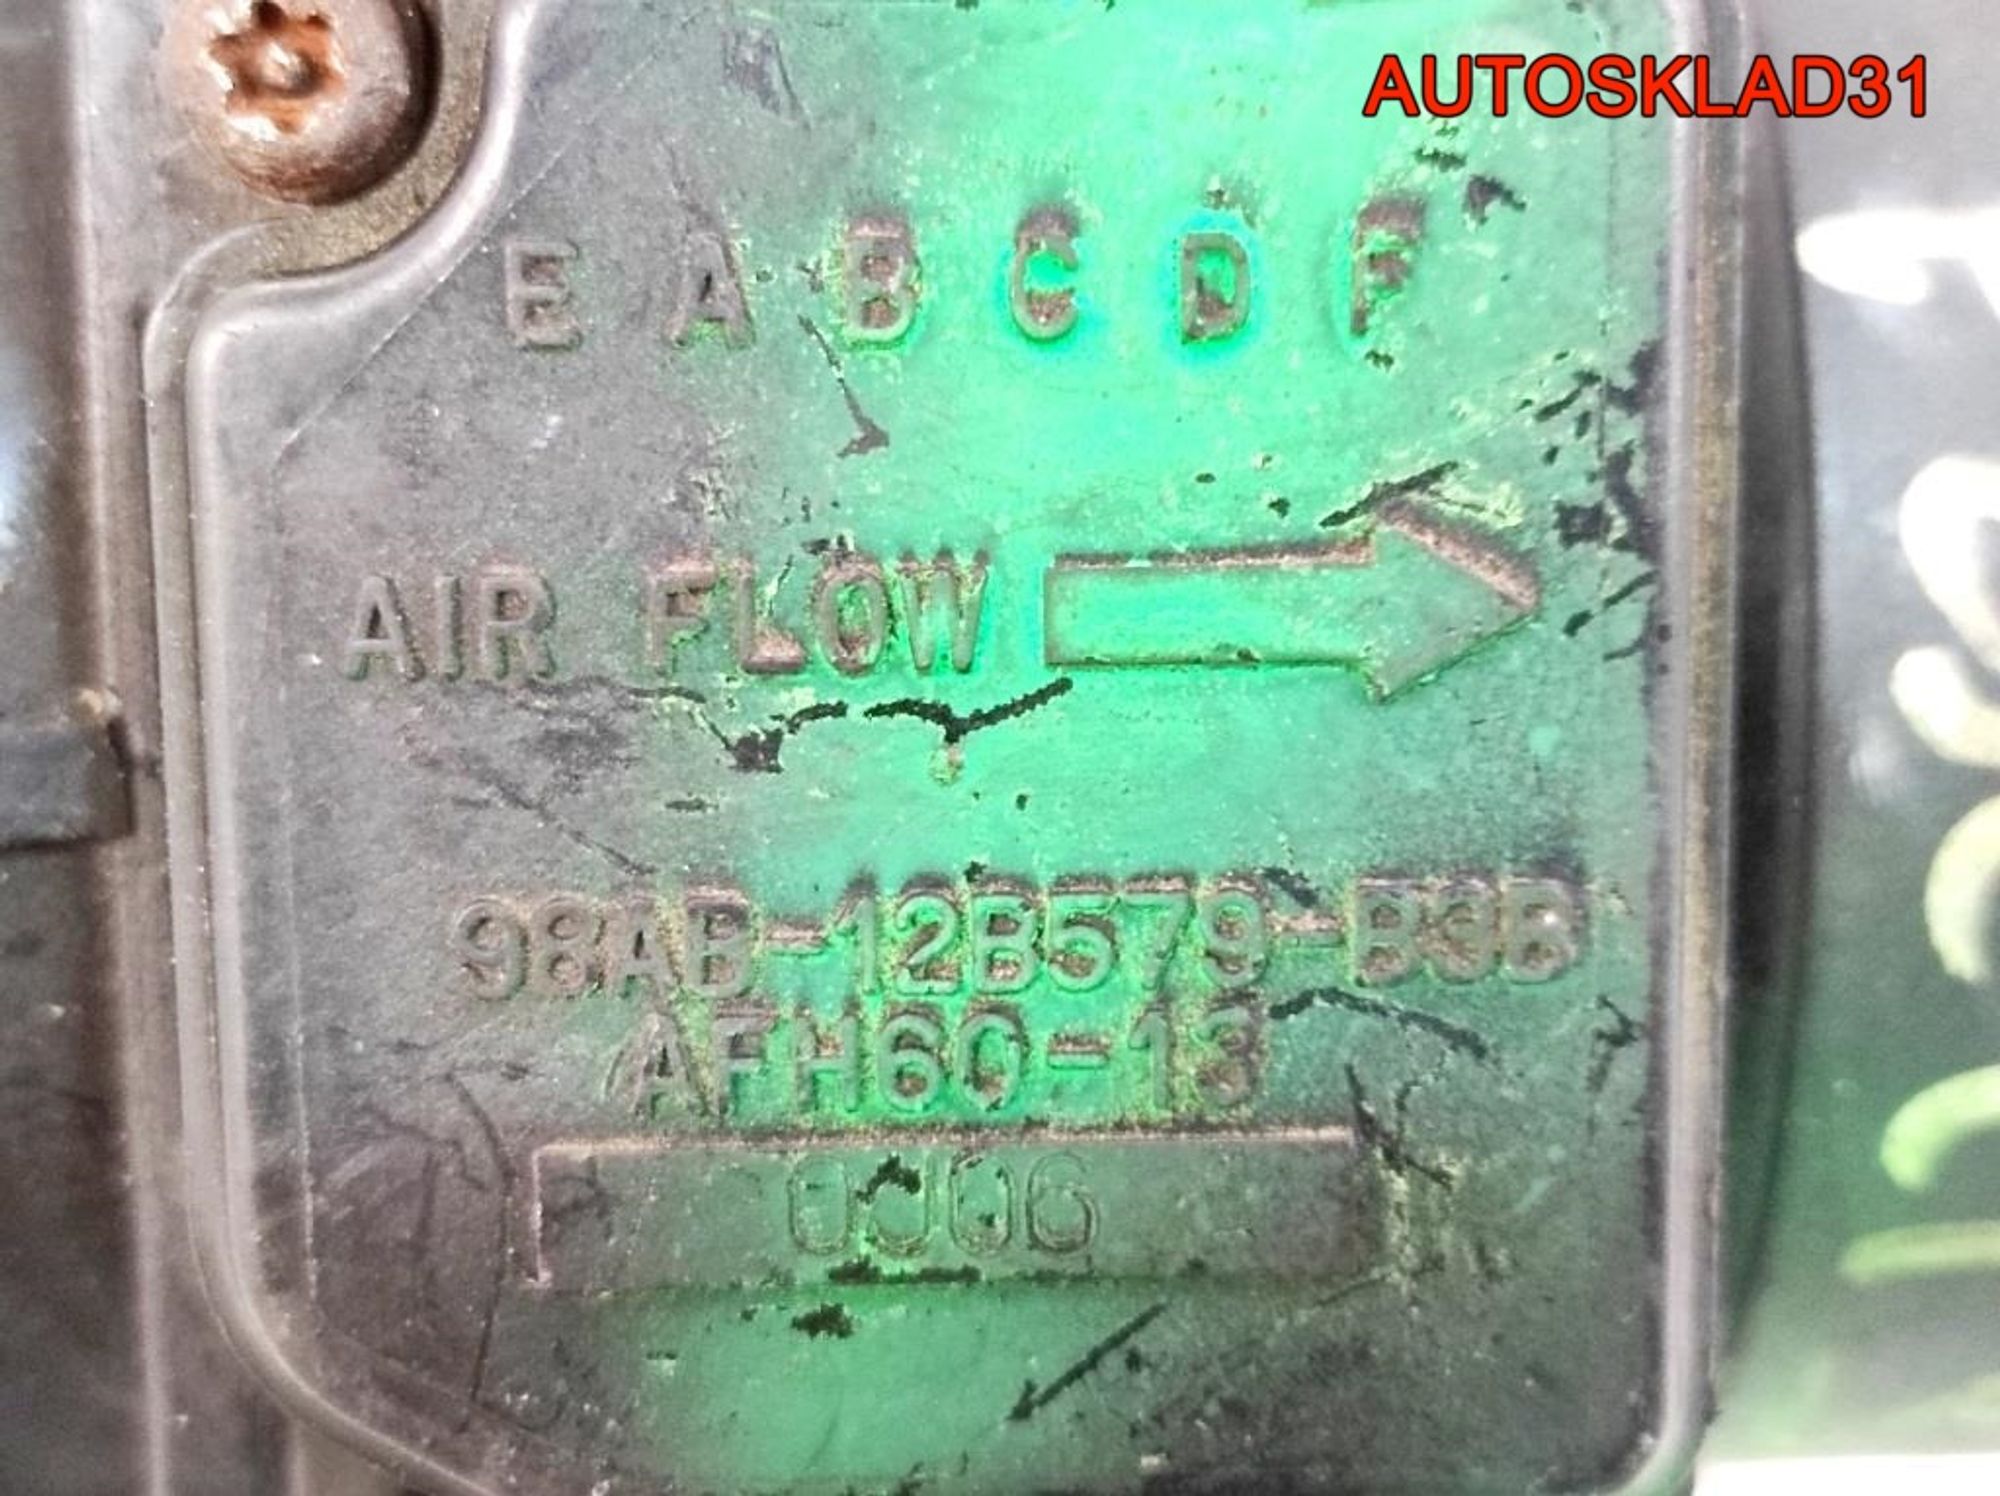 AUTOSKLAD31
E A B C D F
AIR FLOW
98AB-12B579-B3B
AFH60-13
0J06